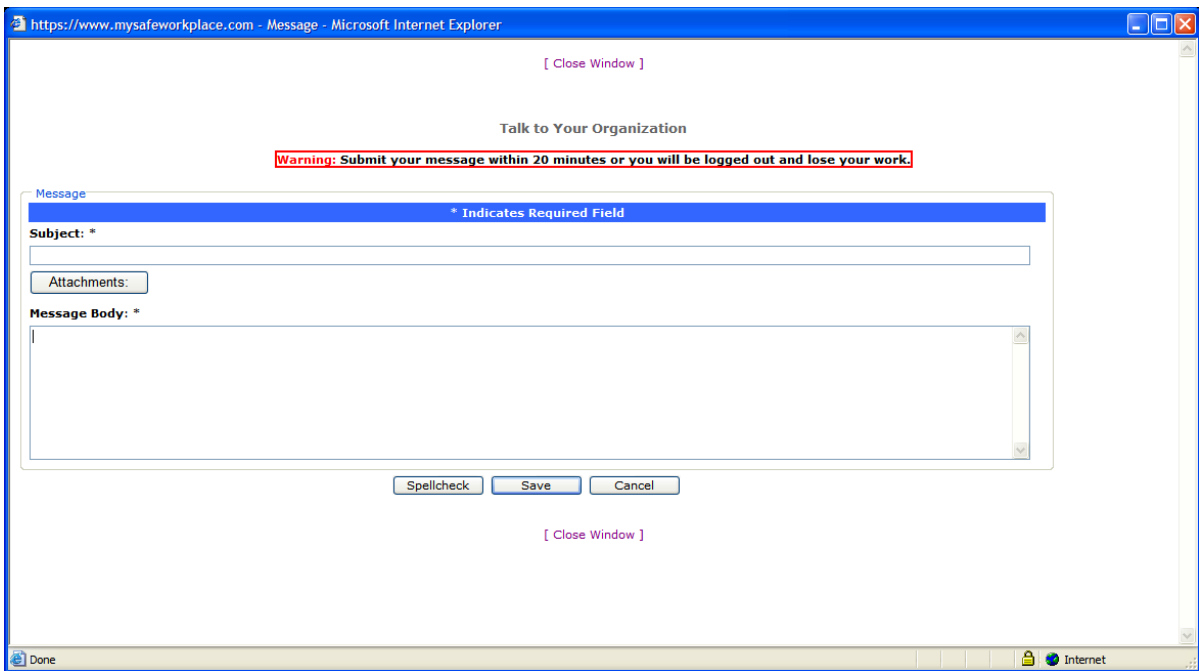 https://www.mysafeworkplace.com - Message - Microsoft Internet Explorer
[ Close Window ]
Talk to Your Organization
Warning: Submit your message within 20 minutes or you will be logged out and lose your work.
Message
* Indicates Required Field
Subject: *
Attachments:
Message Body: *
Spellcheck Save Cancel
[ Close Window ]
Done Internet